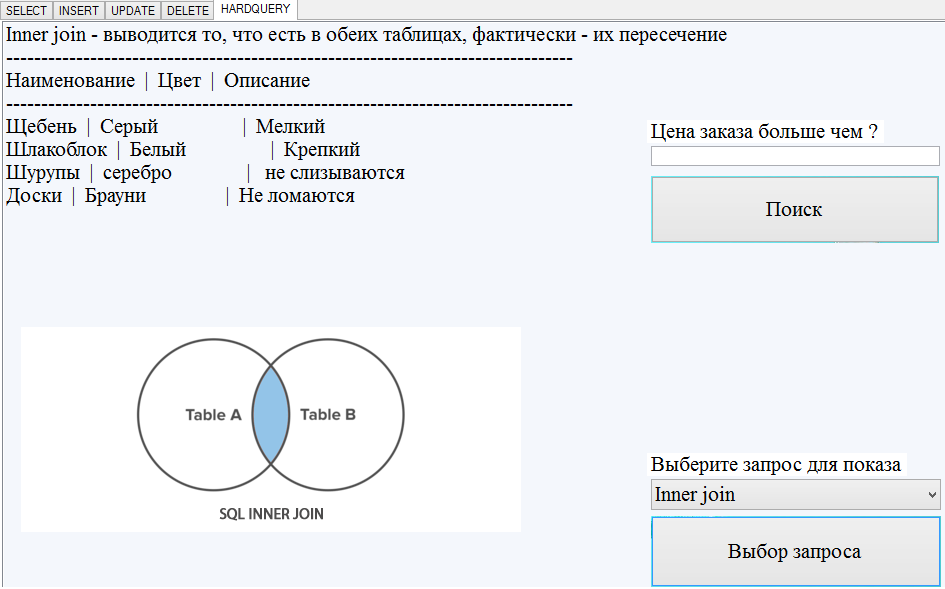 SELECT INSERT UPDATE DELETE HARDQUERY
Inner join - выводится то, что есть в обеих таблицах, фактически - их пересечение
---------------------------------------------------------------------------------
Наименование | Цвет | Описание
---------------------------------------------------------------------------------
Щебень | Серый | Мелкий
Шлакоблок | Белый | Крепкий
Шурупы | серебро | не слизываются
Доски | Брауни | Не ломаются
Цена заказа больше чем ?
Поиск
Table A Table B
SQL INNER JOIN
Выберите запрос для показа
Inner join
Выбор запроса